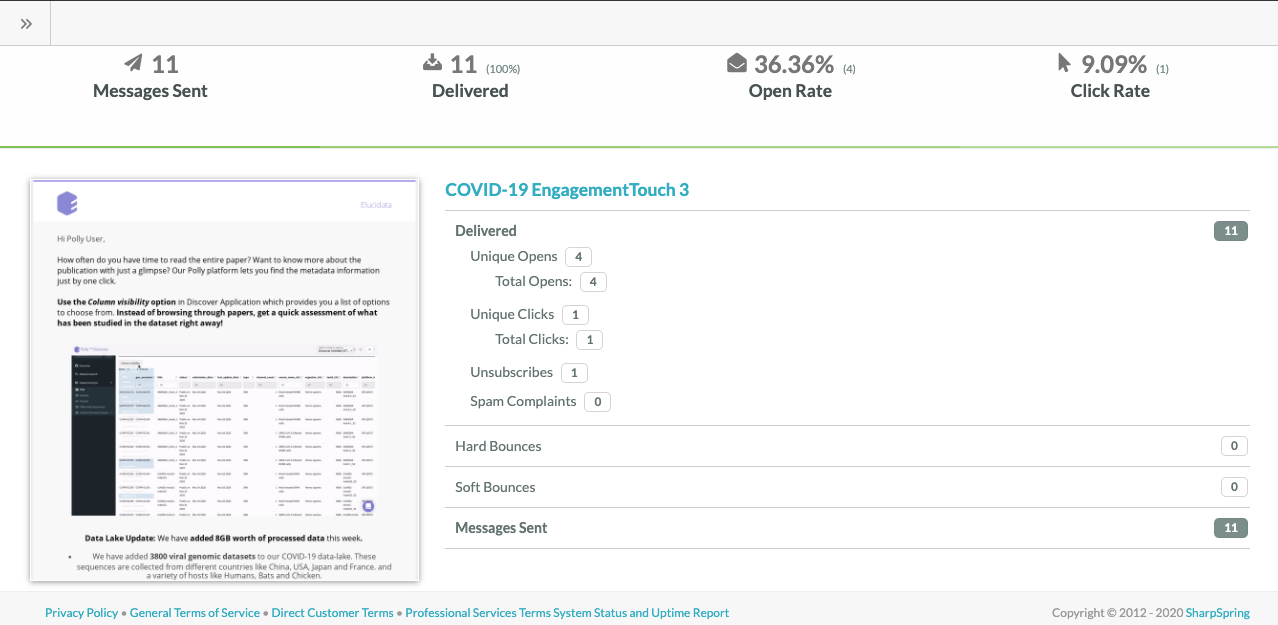 11
Messages Sent
11 (100%)
Delivered
36.36% (4)
Open Rate
9.09% (1)
Click Rate
Elucidata
Hi Polly User,
How often do you have time to read the entire paper? Want to know more about the
publication with just a glimpse? Our Polly platform lets you find the metadata information
just by one click.
Use the Column visibility option in Discover Application which provides you a list of options
to choose from. Instead of browsing through papers, get a quick assessment of what
has been studied in the dataset right away!
Data Lake Update: We have added 8GB worth of processed data this week.
• We have added 3800 viral genomic datasets to our COVID-19 data-lake. These
sequences are collected from different countries like China, USA, Japan and France. and
a variety of hosts like Humans, Bats and Chicken.
COVID-19 EngagementTouch 3
Delivered 11
Unique Opens 4
Total Opens: 4
Unique Clicks 1
Total Clicks: 1
Unsubscribes 1
Spam Complaints 0
Hard Bounces 0
Soft Bounces 0
Messages Sent 11
Privacy Policy • General Terms of Service • Direct Customer Terms • Professional Services Terms System Status and Uptime Report
Copyright © 2012 - 2020 SharpSpring